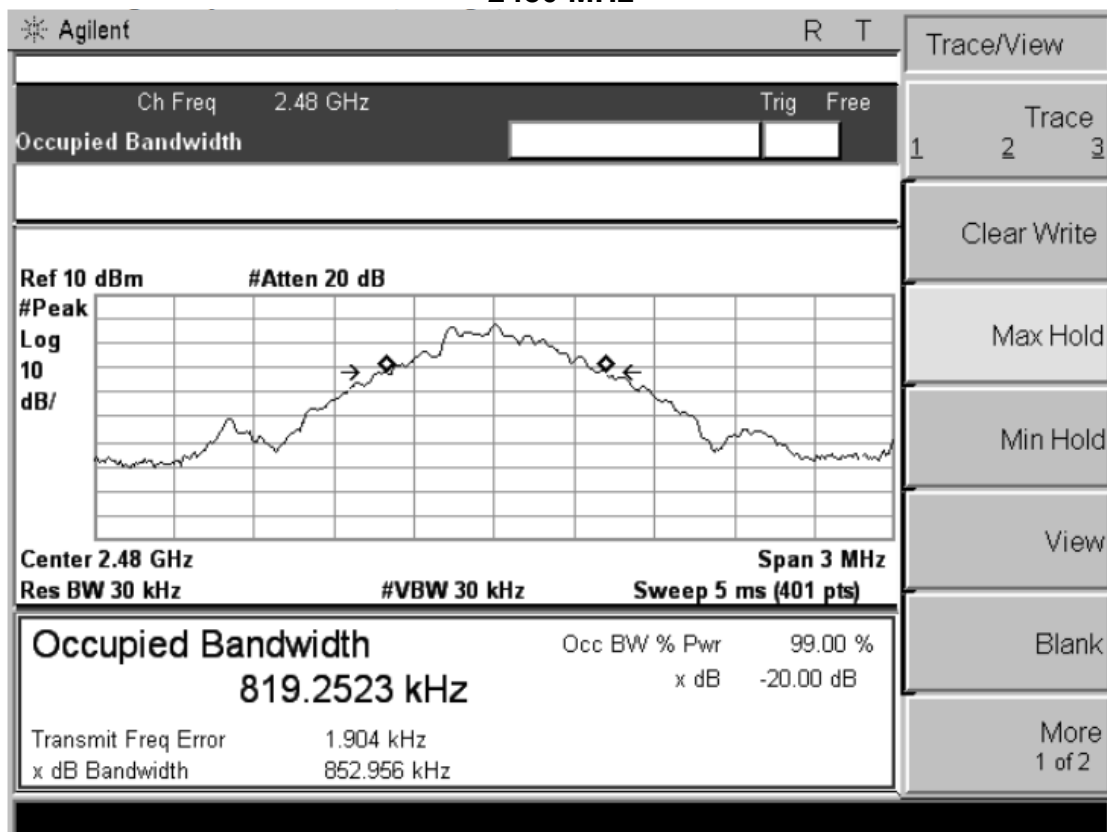 Agilent R T
Trace/View
Ch Freq 2.48 GHz Trig Free
Occupied Bandwidth
Trace
1 2 3
Clear Write
Ref 10 dBm #Atten 20 dB
#Peak
Log
10
dB/
Max Hold
Min Hold
View
Center 2.48 GHz Span 3 MHz
Res BW 30 kHz #VBW 30 kHz Sweep 5 ms (401 pts)
Occupied Bandwidth Occ BW % Pwr 99.00 %
819.2523 kHz x dB -20.00 dB
Blank
Transmit Freq Error 1.904 kHz
x dB Bandwidth 852.956 kHz
More
1 of 2